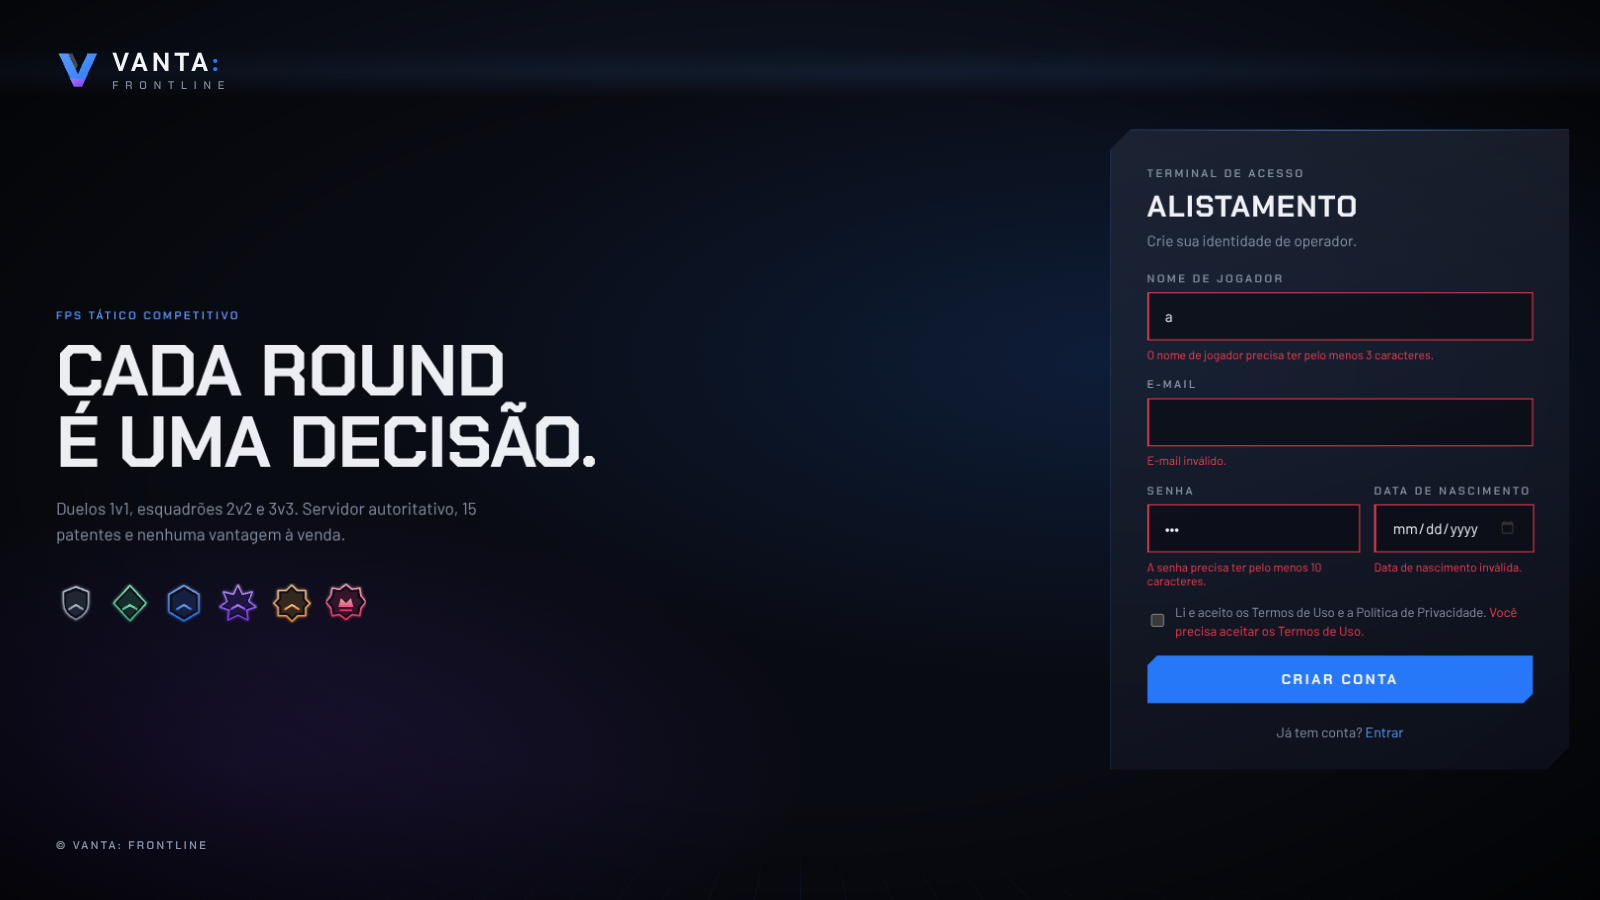 VANTA:
FRONTLINE
FPS TÁTICO COMPETITIVO
CADA ROUND
É UMA DECISÃO.
Duelos 1v1, esquadrões 2v2 e 3v3. Servidor autoritativo, 15
patentes e nenhuma vantagem à venda.
© VANTA: FRONTLINE
TERMINAL DE ACESSO
ALISTAMENTO
Crie sua identidade de operador.
NOME DE JOGADOR
a
O nome de jogador precisa ter pelo menos 3 caracteres.
E-MAIL
E-mail inválido.
SENHA
•••
A senha precisa ter pelo menos 10
caracteres.
DATA DE NASCIMENTO
mm/dd/yyyy
Data de nascimento inválida.
Li e aceito os Termos de Uso e a Política de Privacidade. Você
precisa aceitar os Termos de Uso.
CRIAR CONTA
Já tem conta? Entrar